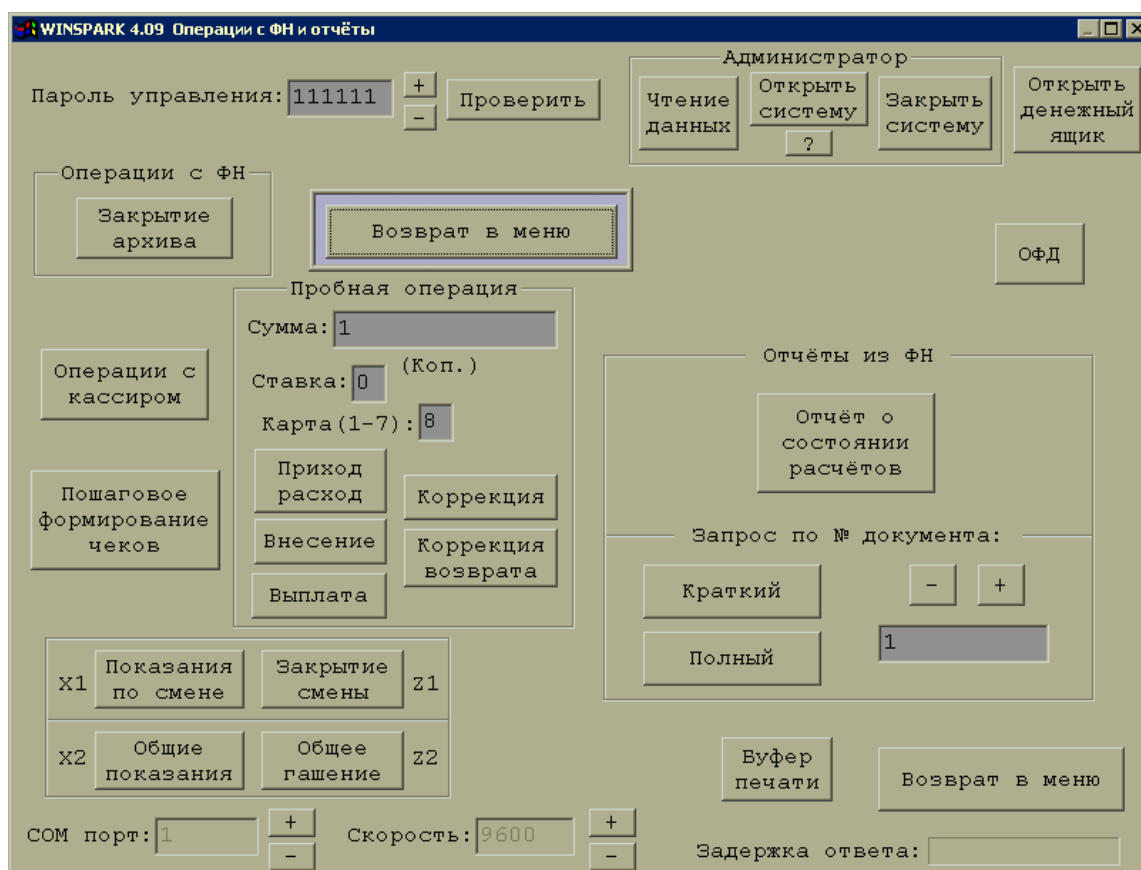 WINSPARK 4.09 Операции с ФН и отчёты
Пароль управления: 111111
+
-
Проверить
Администратор
Чтение
данных
Открыть
систему
?
Закрыть
систему
Открыть
денежный
ящик
Операции с ФН
Закрытие
архива
Возврат в меню
ОФД
Пробная операция
Сумма: 1
(Коп.)
Ставка: 0
Карта(1-7): 8
Приход
расход
Коррекция
Внесение
Коррекция
возврата
Выплата
Операции с
кассиром
Пошаговое
формирование
чеков
Отчёты из ФН
Отчёт о
состоянии
расчётов
Запрос по № документа:
Краткий
-
+
Полный
1
X1
Показания
по смене
Закрытие
смены
Z1
X2
Общие
показания
Общее
гашение
Z2
Буфер
печати
Возврат в меню
COM порт: 1
+
-
Скорость: 9600
+
-
Задержка ответа: